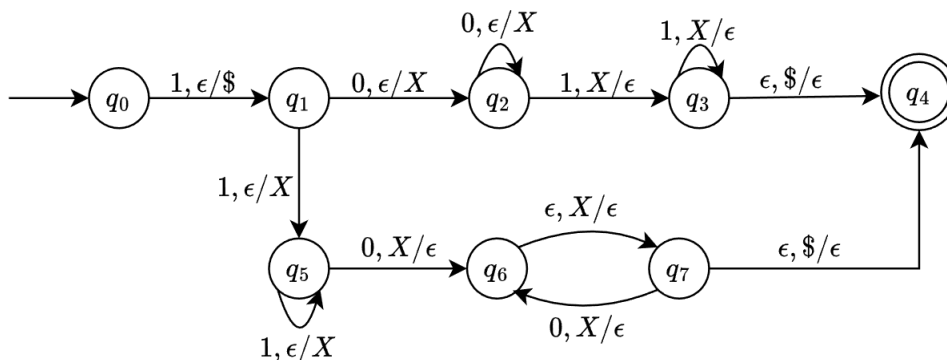 0, ϵ/X
1, X/ϵ
q0 1, ϵ/$ q1 0, ϵ/X q2 1, X/ϵ q3 ϵ, $/ϵ q4
1, ϵ/X
ϵ, X/ϵ
q5 0, X/ϵ q6 q7 ϵ, $/ϵ
0, X/ϵ
1, ϵ/X